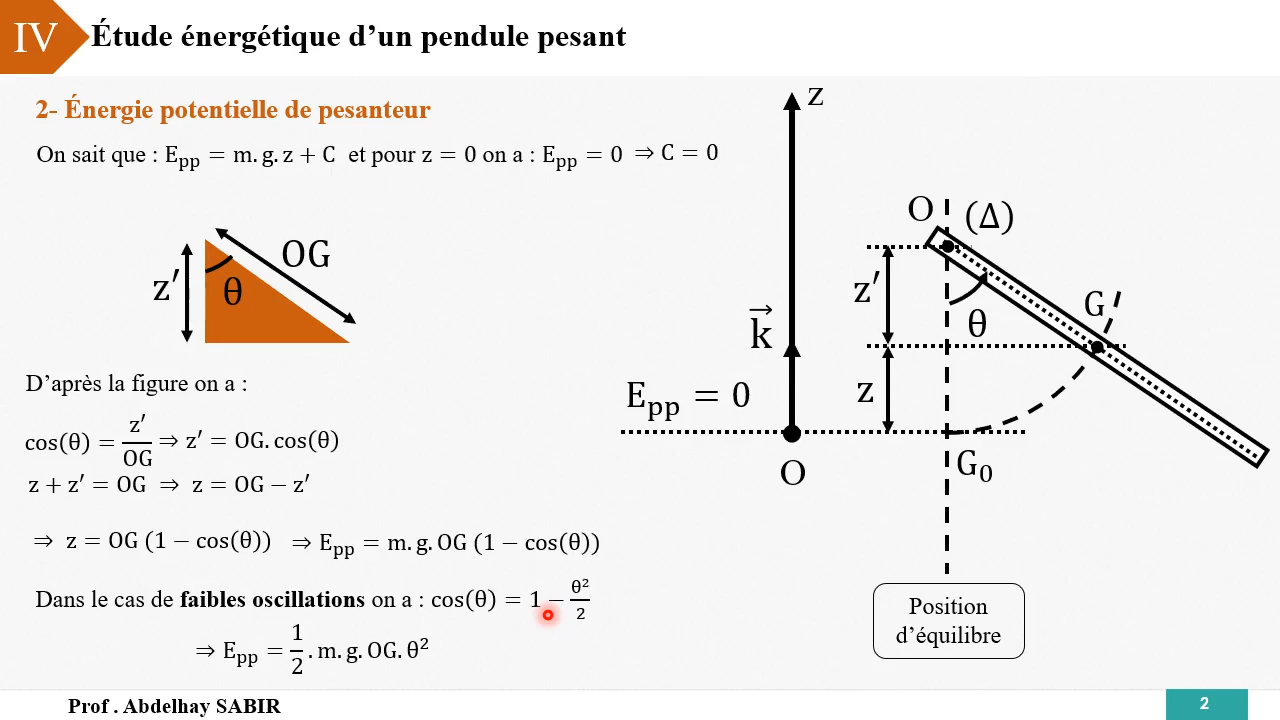 IV Étude énergétique d’un pendule pesant
2- Énergie potentielle de pesanteur
On sait que : Epp = m. g. z + C et pour z = 0 on a : Epp = 0 ⇒ C = 0
z′
OG
θ
D’après la figure on a :
cos(θ) = z′/OG ⇒ z′ = OG. cos(θ)
z + z′ = OG ⇒ z = OG − z′
⇒ z = OG (1 − cos(θ)) ⇒ Epp = m. g. OG (1 − cos(θ))
Dans le cas de faibles oscillations on a : cos(θ) = 1 − θ²/2
⇒ Epp = 1/2 . m. g. OG. θ²
z
O (Δ)
z′
θ
G
k⃗
z
Epp = 0
O
G₀
Position
d’équilibre
Prof . Abdelhay SABIR
2